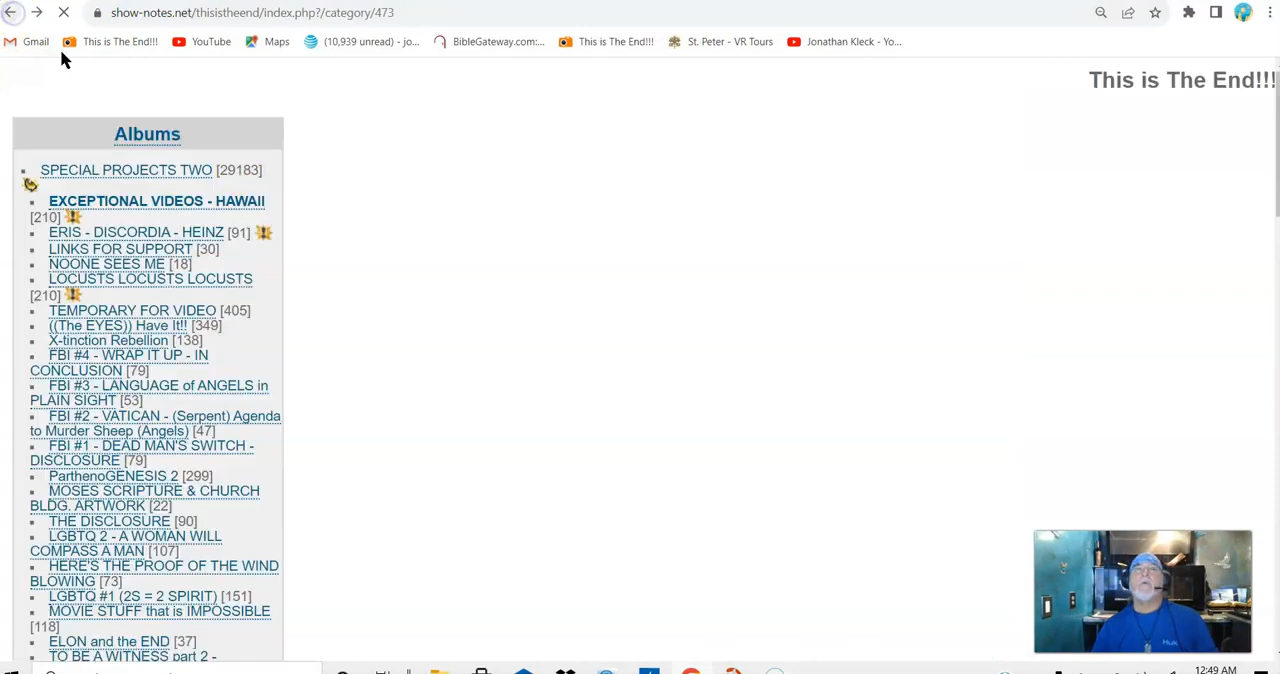 show-notes.net/thisistheend/index.php?/category/473
Gmail This is The End!!! YouTube Maps (10,939 unread) - jo... BibleGateway.com:... This is The End!!! St. Peter - VR Tours Jonathan Kleck - Yo...
This is The End!!!
Albums
SPECIAL PROJECTS TWO [29183]
EXCEPTIONAL VIDEOS - HAWAII
[210]
ERIS - DISCORDIA - HEINZ [91]
LINKS FOR SUPPORT [30]
NOONE SEES ME [18]
LOCUSTS LOCUSTS LOCUSTS
[210]
TEMPORARY FOR VIDEO [405]
((The EYES)) Have It!! [349]
X-tinction Rebellion [138]
FBI #4 - WRAP IT UP - IN
CONCLUSION [79]
FBI #3 - LANGUAGE of ANGELS in
PLAIN SIGHT [53]
FBI #2 - VATICAN - (Serpent) Agenda
to Murder Sheep (Angels) [47]
FBI #1 - DEAD MAN'S SWITCH -
DISCLOSURE [79]
ParthenoGENESIS 2 [299]
MOSES SCRIPTURE & CHURCH
BLDG. ARTWORK [22]
THE DISCLOSURE [90]
LGBTQ 2 - A WOMAN WILL
COMPASS A MAN [107]
HERE'S THE PROOF OF THE WIND
BLOWING [73]
LGBTQ #1 (2S = 2 SPIRIT) [151]
MOVIE STUFF that is IMPOSSIBLE
[118]
ELON and the END [37]
TO BE A WITNESS part 2 -
12:49 AM